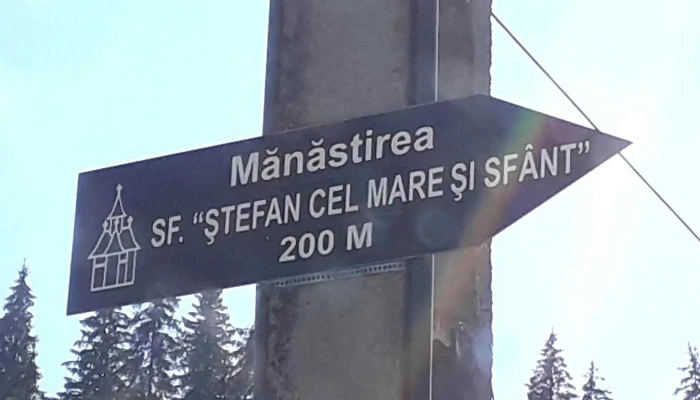 Mănăstirea
SF. “ŞTEFAN CEL MARE ŞI SFÂNT”
200 M